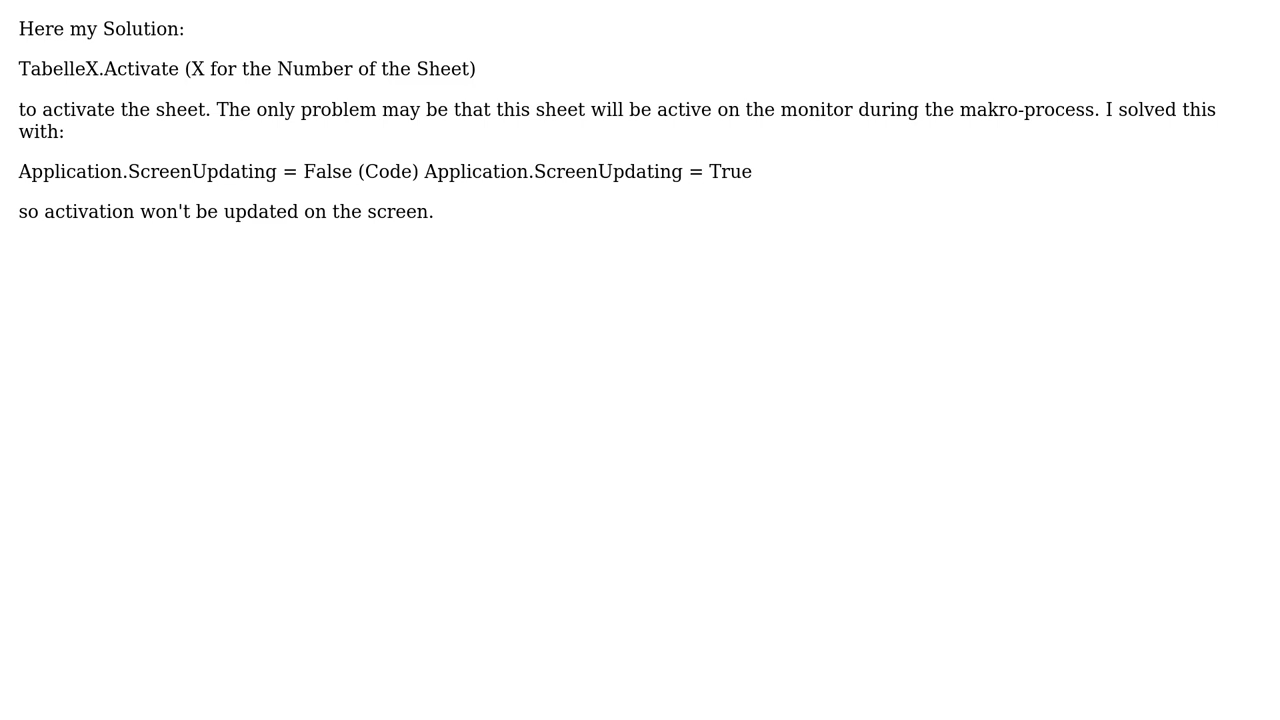 Here my Solution:
TabelleX.Activate (X for the Number of the Sheet)
to activate the sheet. The only problem may be that this sheet will be active on the monitor during the makro-process. I solved this
with:
Application.ScreenUpdating = False (Code) Application.ScreenUpdating = True
so activation won't be updated on the screen.